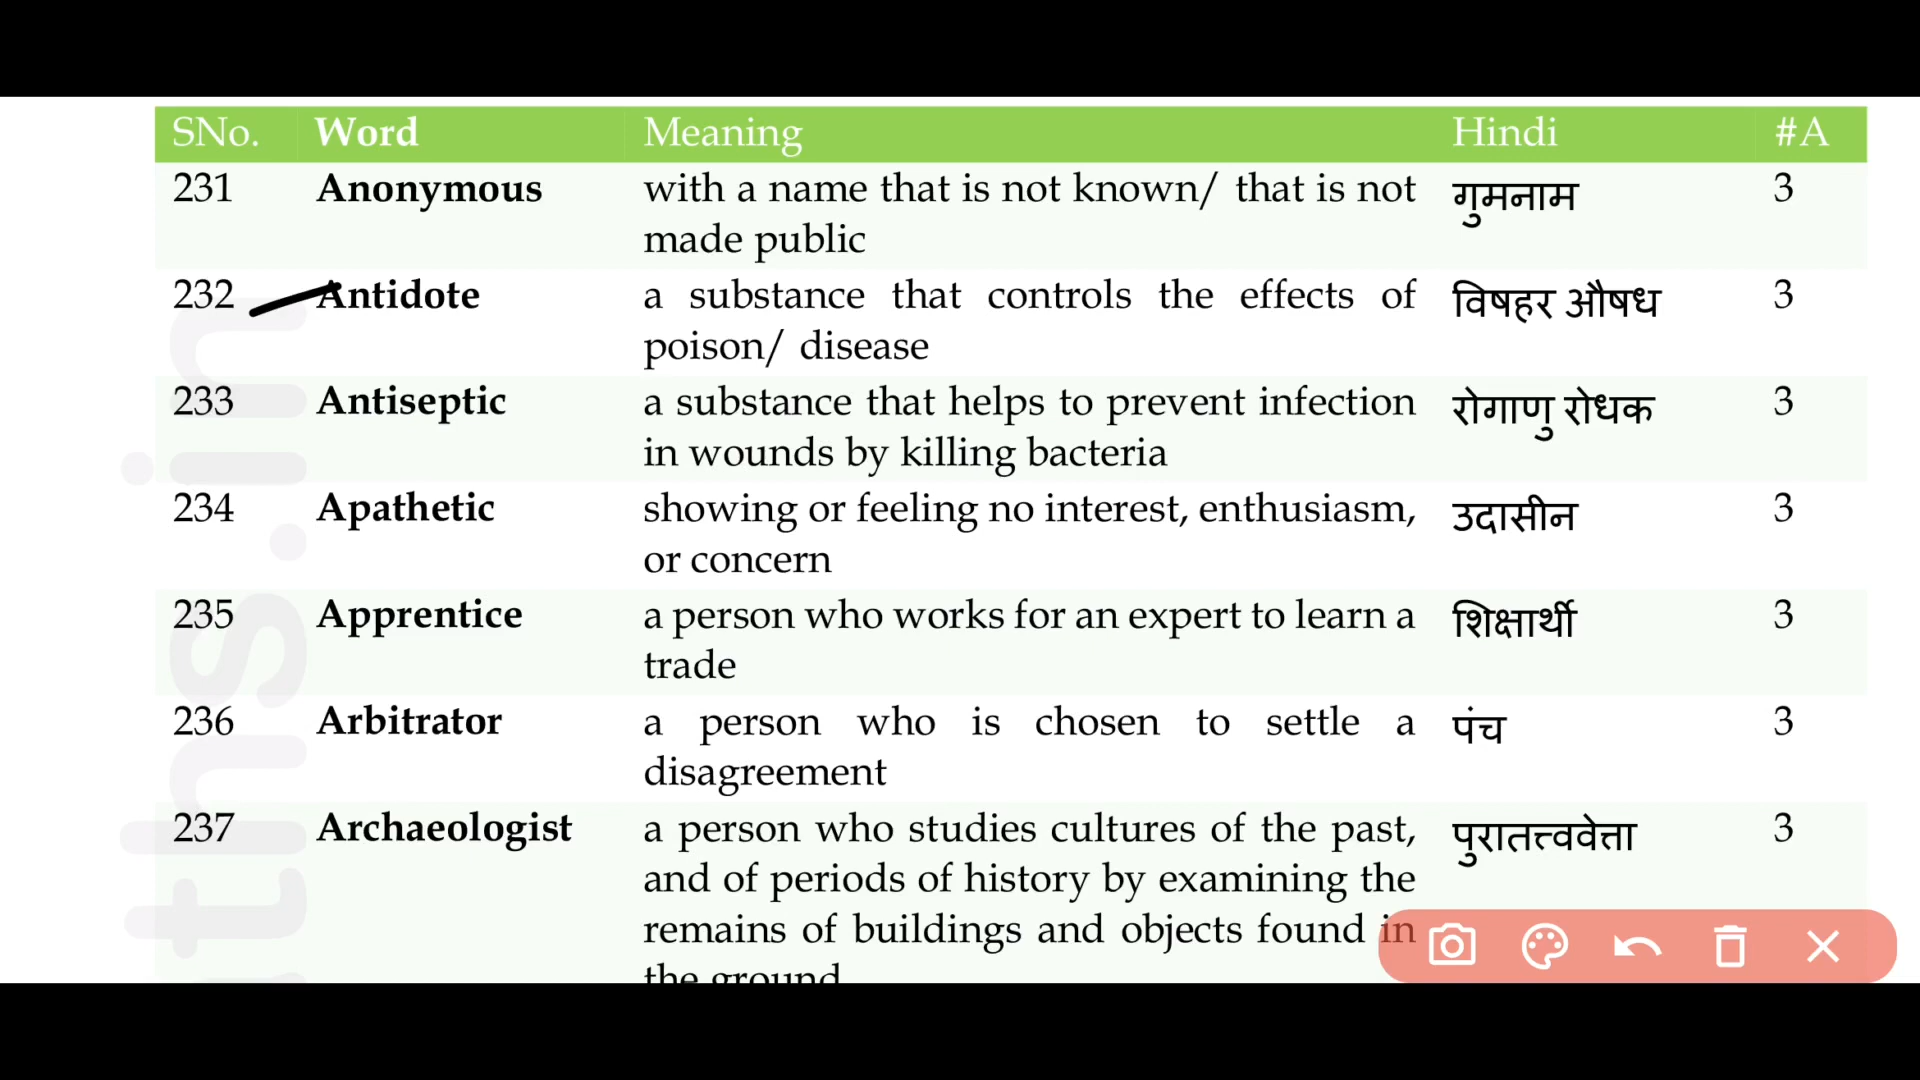 SNo. Word Meaning Hindi #A
231 Anonymous with a name that is not known/ that is not गुमनाम 3
made public
232 Antidote a substance that controls the effects of विषहर औषध 3
poison/ disease
233 Antiseptic a substance that helps to prevent infection रोगाणु रोधक 3
in wounds by killing bacteria
234 Apathetic showing or feeling no interest, enthusiasm, उदासीन 3
or concern
235 Apprentice a person who works for an expert to learn a शिक्षार्थी 3
trade
236 Arbitrator a person who is chosen to settle a पंच 3
disagreement
237 Archaeologist a person who studies cultures of the past, पुरातत्त्ववेत्ता 3
and of periods of history by examining the
remains of buildings and objects found in
the ground
ths.in